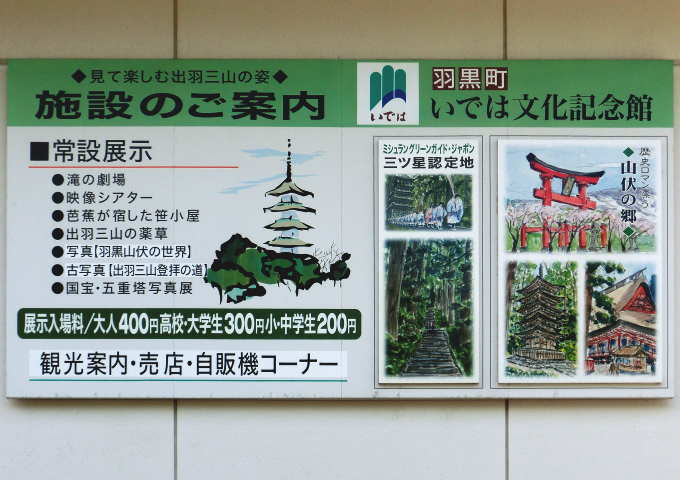 ◆見て楽しむ出羽三山の姿◆
施設のご案内
いでは
羽黒町
いでは文化記念館
■常設展示
●滝の劇場
●映像シアター
●芭蕉が宿した笹小屋
●出羽三山の薬草
●写真【羽黒山伏の世界】
●古写真【出羽三山登拝の道】
●国宝・五重塔写真展
展示入場料/大人400円高校・大学生300円小・中学生200円
観光案内・売店・自販機コーナー
ミシュラングリーンガイド・ジャポン
三ツ星認定地
歴史ロマン漂う
◆山伏の郷◆